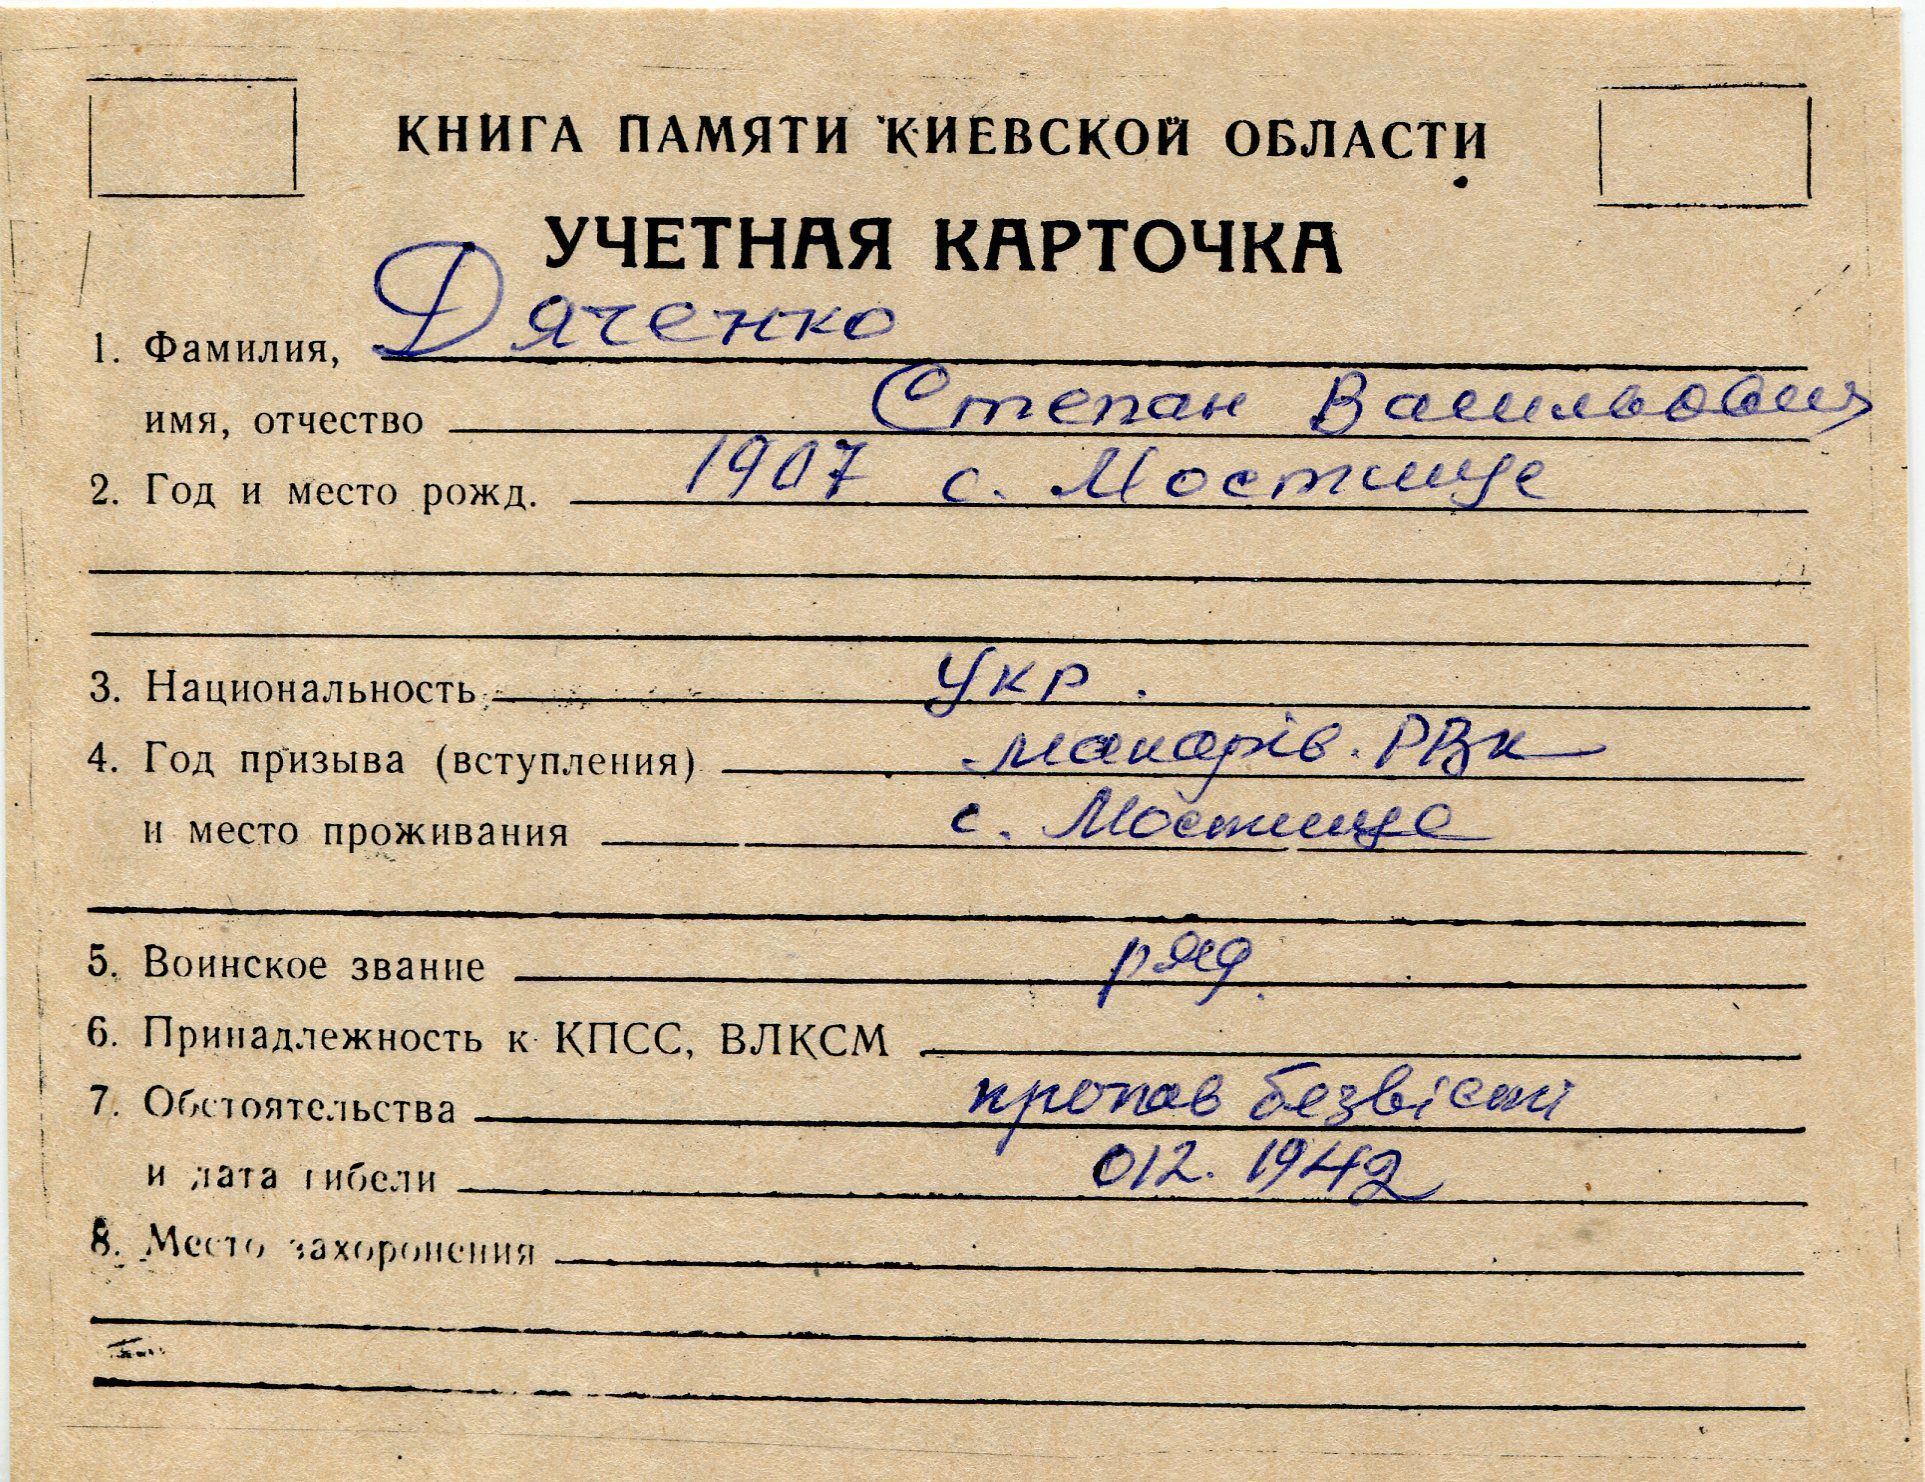 КНИГА ПАМЯТИ КИЕВСКОЙ ОБЛАСТИ
УЧЕТНАЯ КАРТОЧКА
1. Фамилия, Дяченко
имя, отчество Степан Васильович
2. Год и место рожд. 1907 с. Мостище
3. Национальность Укр.
4. Год призыва (вступления) Макарів. РВК
и место проживания с. Мостище
5. Воинское звание ряд.
6. Принадлежность к КПСС, ВЛКСМ
7. Обстоятельства пропав безвісті
и дата гибели 012. 1942
8. Место захоронения